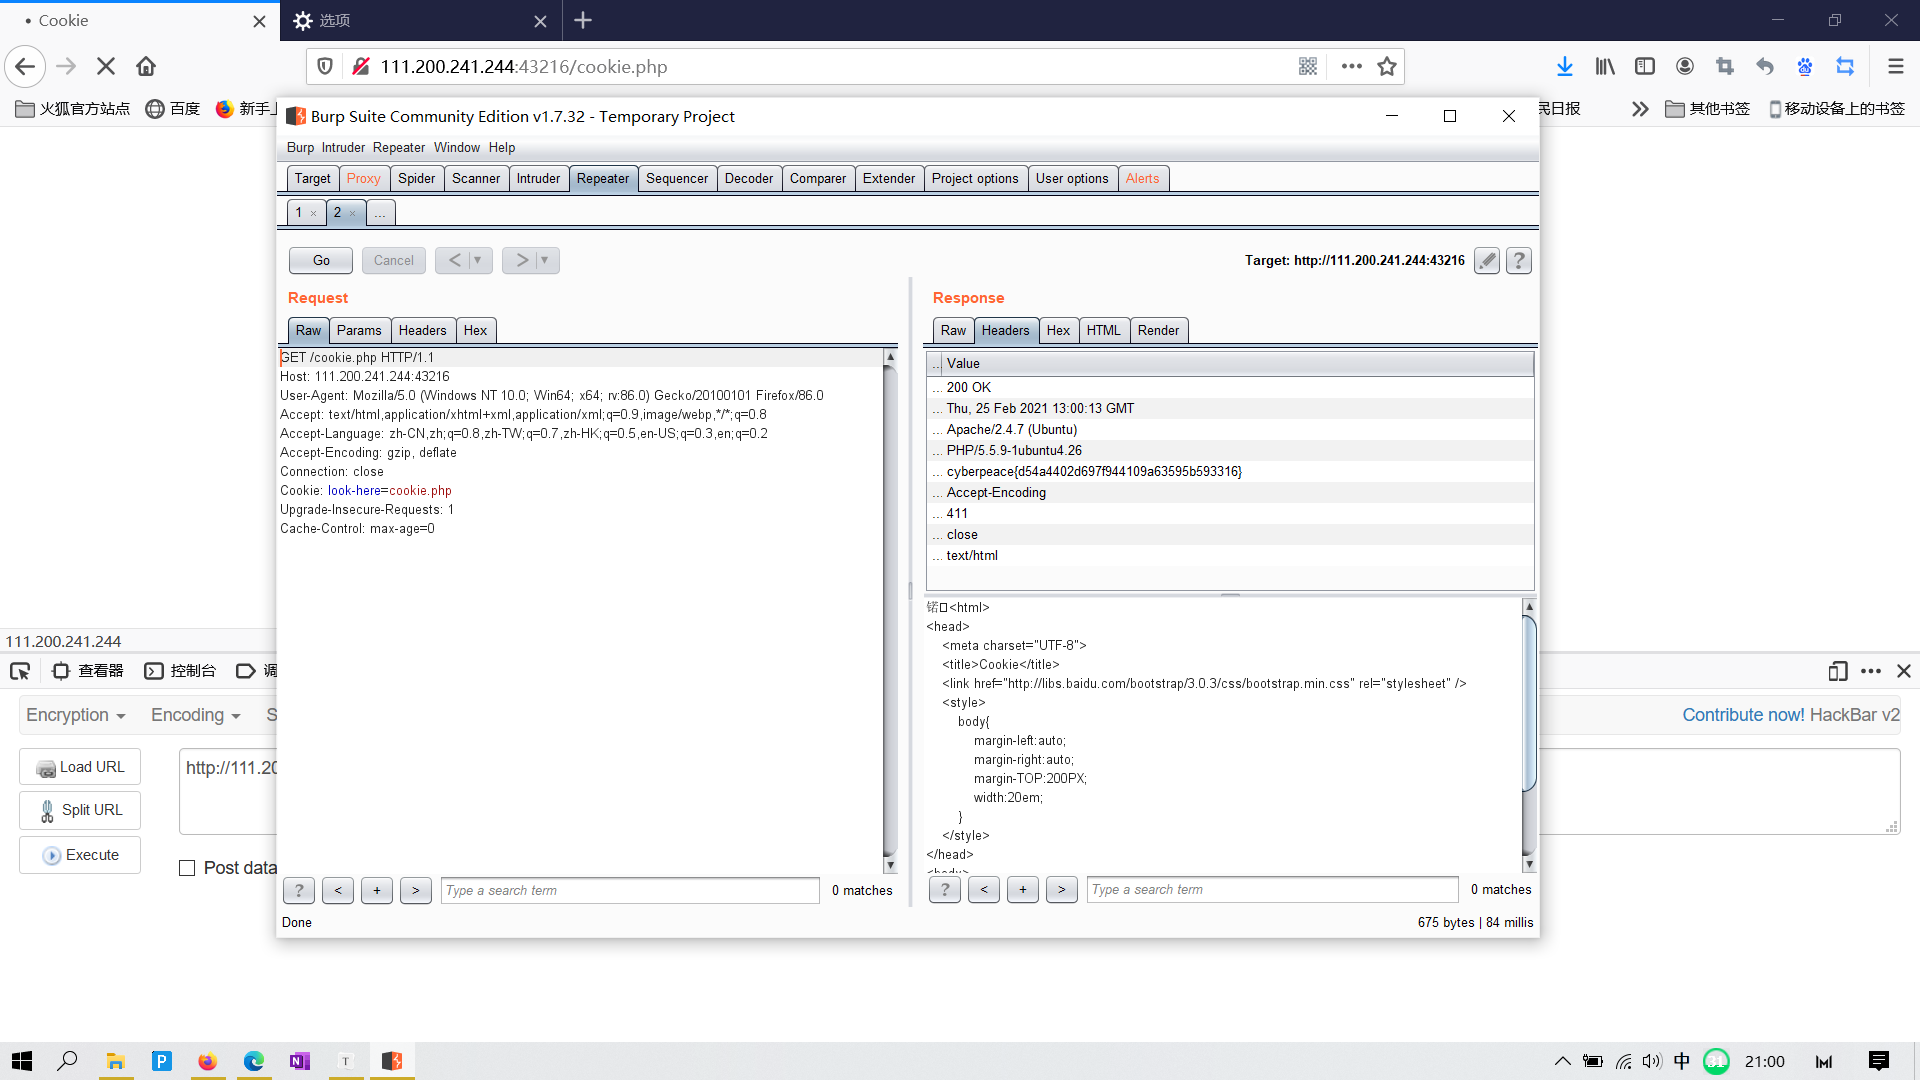 • Cookie
选项
111.200.241.244:43216/cookie.php
火狐官方站点
百度
新手上
民日报
其他书签
移动设备上的书签
Burp Suite Community Edition v1.7.32 - Temporary Project
Burp Intruder Repeater Window Help
Target Proxy Spider Scanner Intruder Repeater Sequencer Decoder Comparer Extender Project options User options Alerts
1 × 2 × ...
Go Cancel < > Target: http://111.200.241.244:43216 ?
Request
Raw Params Headers Hex
GET /cookie.php HTTP/1.1
Host: 111.200.241.244:43216
User-Agent: Mozilla/5.0 (Windows NT 10.0; Win64; x64; rv:86.0) Gecko/20100101 Firefox/86.0
Accept: text/html,application/xhtml+xml,application/xml;q=0.9,image/webp,*/*;q=0.8
Accept-Language: zh-CN,zh;q=0.8,zh-TW;q=0.7,zh-HK;q=0.5,en-US;q=0.3,en;q=0.2
Accept-Encoding: gzip, deflate
Connection: close
Cookie: look-here=cookie.php
Upgrade-Insecure-Requests: 1
Cache-Control: max-age=0
? < + > Type a search term 0 matches
Done
Response
Raw Headers Hex HTML Render
... Value
... 200 OK
... Thu, 25 Feb 2021 13:00:13 GMT
... Apache/2.4.7 (Ubuntu)
... PHP/5.5.9-1ubuntu4.26
... cyberpeace{d54a4402d697f944109a63595b593316}
... Accept-Encoding
... 411
... close
... text/html
锘□<html>
<head>
<meta charset="UTF-8">
<title>Cookie</title>
<link href="http://libs.baidu.com/bootstrap/3.0.3/css/bootstrap.min.css" rel="stylesheet" />
<style>
body{
margin-left:auto;
margin-right:auto;
margin-TOP:200PX;
width:20em;
}
</style>
</head>
<body>
? < + > Type a search term 0 matches
675 bytes | 84 millis
111.200.241.244
查看器 控制台 调
Encryption Encoding S
Contribute now! HackBar v2
Load URL http://111.20
Split URL
Execute
Post data
中 31 21:00